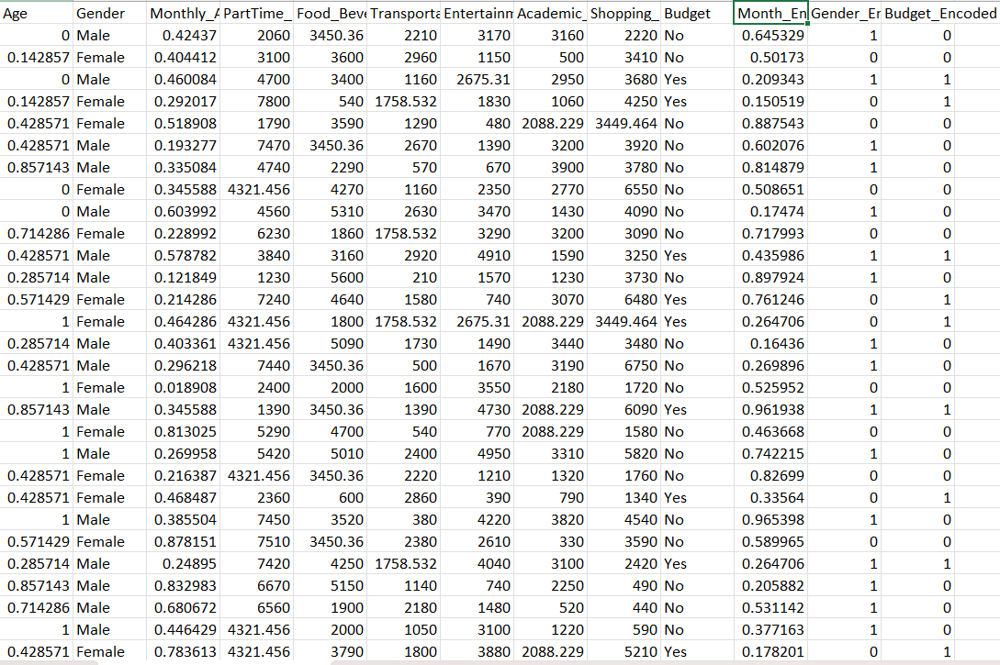 Age Gender Monthly_A PartTime_ Food_Beve Transporta Entertainm Academic_ Shopping_ Budget Month_En Gender_En Budget_Encoded
0 Male 0.42437 2060 3450.36 2210 3170 3160 2220 No 0.645329 1 0
0.142857 Female 0.404412 3100 3600 2960 1150 500 3410 No 0.50173 0 0
0 Male 0.460084 4700 3400 1160 2675.31 2950 3680 Yes 0.209343 1 1
0.142857 Female 0.292017 7800 540 1758.532 1830 1060 4250 Yes 0.150519 0 1
0.428571 Female 0.518908 1790 3590 1290 480 2088.229 3449.464 No 0.887543 0 0
0.428571 Male 0.193277 7470 3450.36 2670 1390 3200 3920 No 0.602076 1 0
0.857143 Male 0.335084 4740 2290 570 670 3900 3780 No 0.814879 1 0
0 Female 0.345588 4321.456 4270 1160 2350 2770 6550 No 0.508651 0 0
0 Male 0.603992 4560 5310 2630 3470 1430 4090 No 0.17474 1 0
0.714286 Female 0.228992 6230 1860 1758.532 3290 3200 3090 No 0.717993 0 0
0.428571 Male 0.578782 3840 3160 2920 4910 1590 3250 Yes 0.435986 1 1
0.285714 Male 0.121849 1230 5600 210 1570 1230 3730 No 0.897924 1 0
0.571429 Female 0.214286 7240 4640 1580 740 3070 6480 Yes 0.761246 0 1
1 Female 0.464286 4321.456 1800 1758.532 2675.31 2088.229 3449.464 Yes 0.264706 0 1
0.285714 Male 0.403361 4321.456 5090 1730 1490 3440 3480 No 0.16436 1 0
0.428571 Male 0.296218 7440 3450.36 500 1670 3190 6750 No 0.269896 1 0
1 Female 0.018908 2400 2000 1600 3550 2180 1720 No 0.525952 0 0
0.857143 Male 0.345588 1390 3450.36 1390 4730 2088.229 6090 Yes 0.961938 1 1
1 Female 0.813025 5290 4700 540 770 2088.229 1580 No 0.463668 0 0
1 Male 0.269958 5420 5010 2400 4950 3310 5820 No 0.742215 1 0
0.428571 Female 0.216387 4321.456 3450.36 2220 1210 1320 1760 No 0.82699 0 0
0.428571 Female 0.468487 2360 600 2860 390 790 1340 Yes 0.33564 0 1
1 Male 0.385504 7450 3520 380 4220 3820 4540 No 0.965398 1 0
0.571429 Female 0.878151 7510 3450.36 2380 2610 330 3590 No 0.589965 0 0
0.285714 Male 0.24895 7420 4250 1758.532 4040 3100 2420 Yes 0.264706 1 1
0.857143 Male 0.832983 6670 5150 1140 740 2250 490 No 0.205882 1 0
0.714286 Male 0.680672 6560 1900 2180 1480 520 440 No 0.531142 1 0
1 Male 0.446429 4321.456 2000 1050 3100 1220 590 No 0.377163 1 0
0.428571 Female 0.783613 4321.456 3790 1800 3880 2088.229 5210 Yes 0.178201 0 1